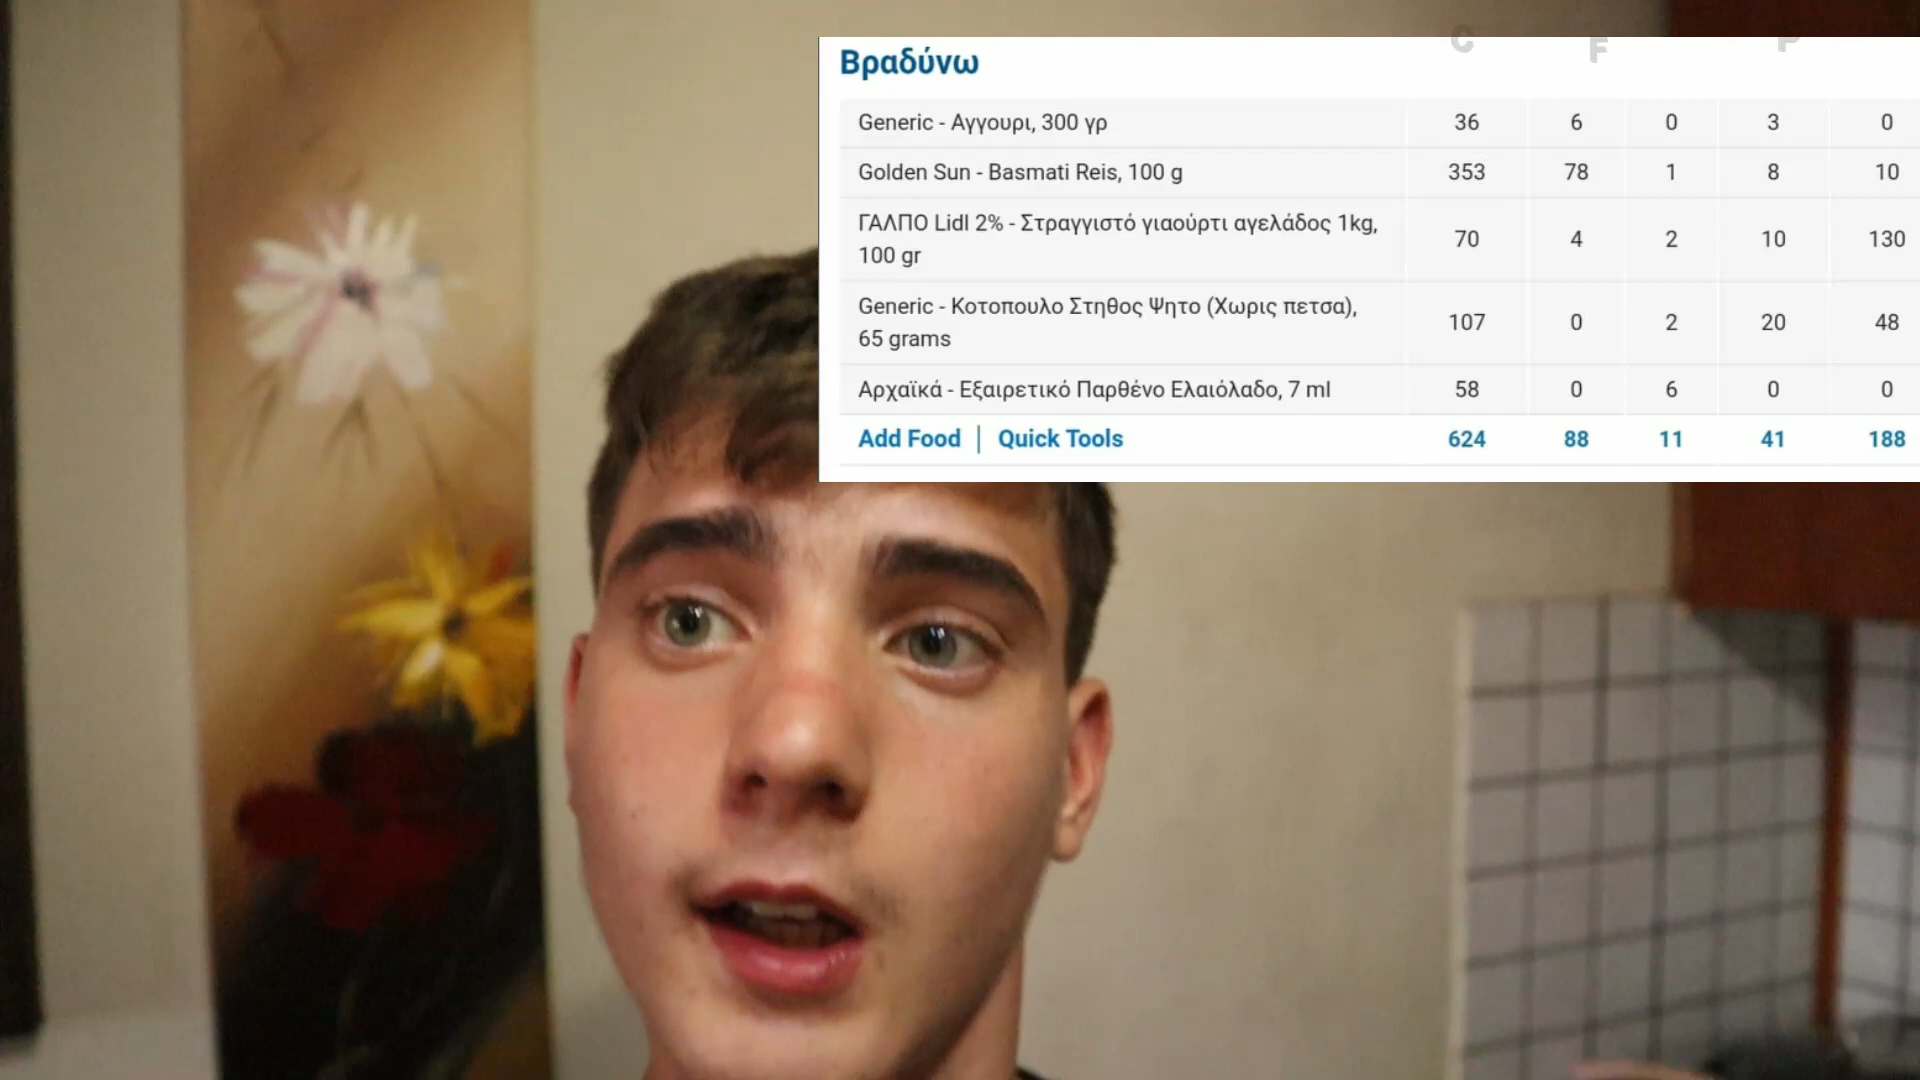 C F P
Βραδύνω
Generic - Αγγουρι, 300 γρ 36 6 0 3 0
Golden Sun - Basmati Reis, 100 g 353 78 1 8 10
ΓΑΛΠΟ Lidl 2% - Στραγγιστό γιαούρτι αγελάδος 1kg,
100 gr 70 4 2 10 130
Generic - Κοτοπουλο Στηθος Ψητο (Χωρις πετσα),
65 grams 107 0 2 20 48
Αρχαϊκά - Εξαιρετικό Παρθένο Ελαιόλαδο, 7 ml 58 0 6 0 0
Add Food | Quick Tools 624 88 11 41 188